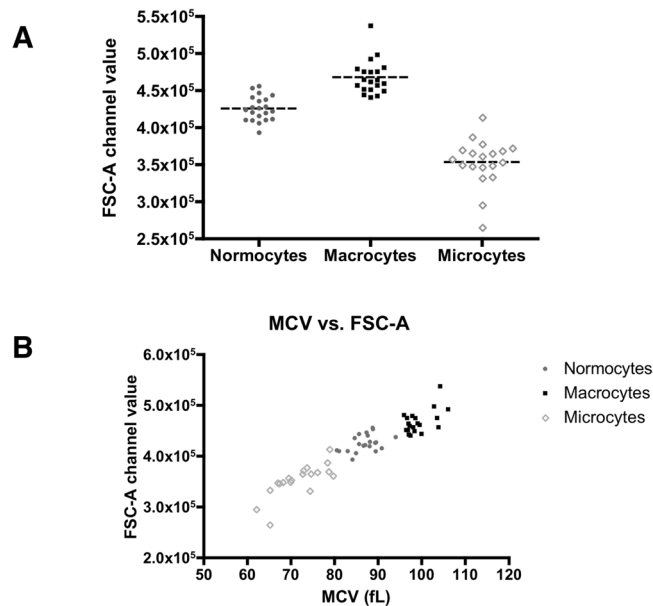 A
FSC-A channel value
5.5x10⁵
5.0x10⁵
4.5x10⁵
4.0x10⁵
3.5x10⁵
3.0x10⁵
2.5x10⁵
Normocytes Macrocytes Microcytes
B
MCV vs. FSC-A
FSC-A channel value
6.0x10⁵
5.0x10⁵
4.0x10⁵
3.0x10⁵
2.0x10⁵
50 60 70 80 90 100 110 120
MCV (fL)
Normocytes
Macrocytes
Microcytes